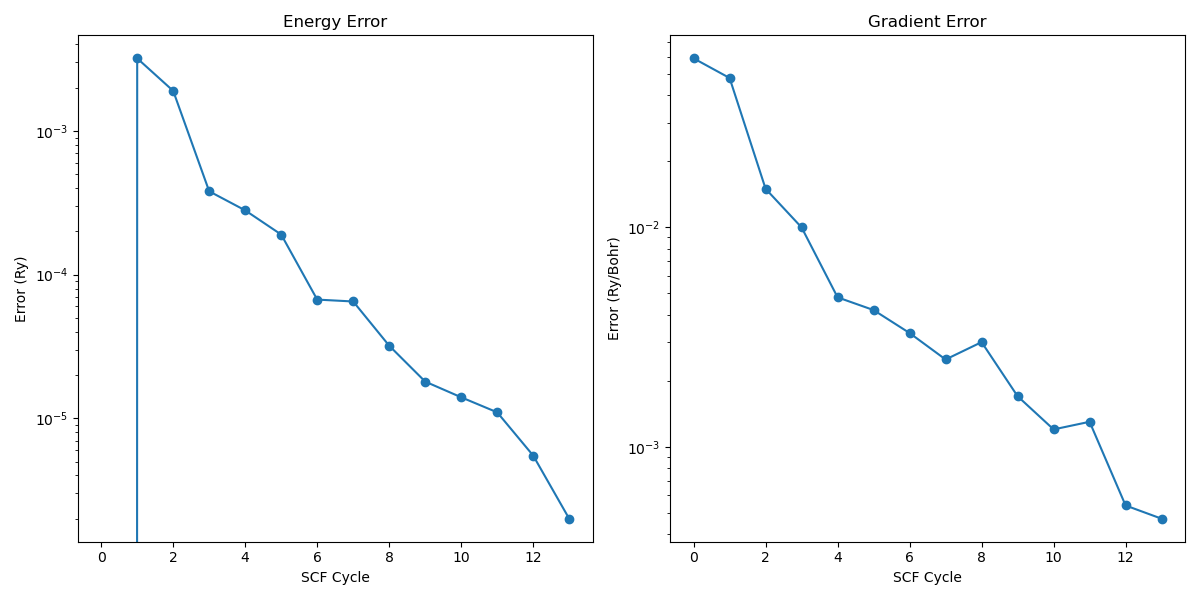 Energy Error
Error (Ry)
10⁻³
10⁻⁴
10⁻⁵
0 2 4 6 8 10 12
SCF Cycle
Gradient Error
Error (Ry/Bohr)
10⁻²
10⁻³
0 2 4 6 8 10 12
SCF Cycle